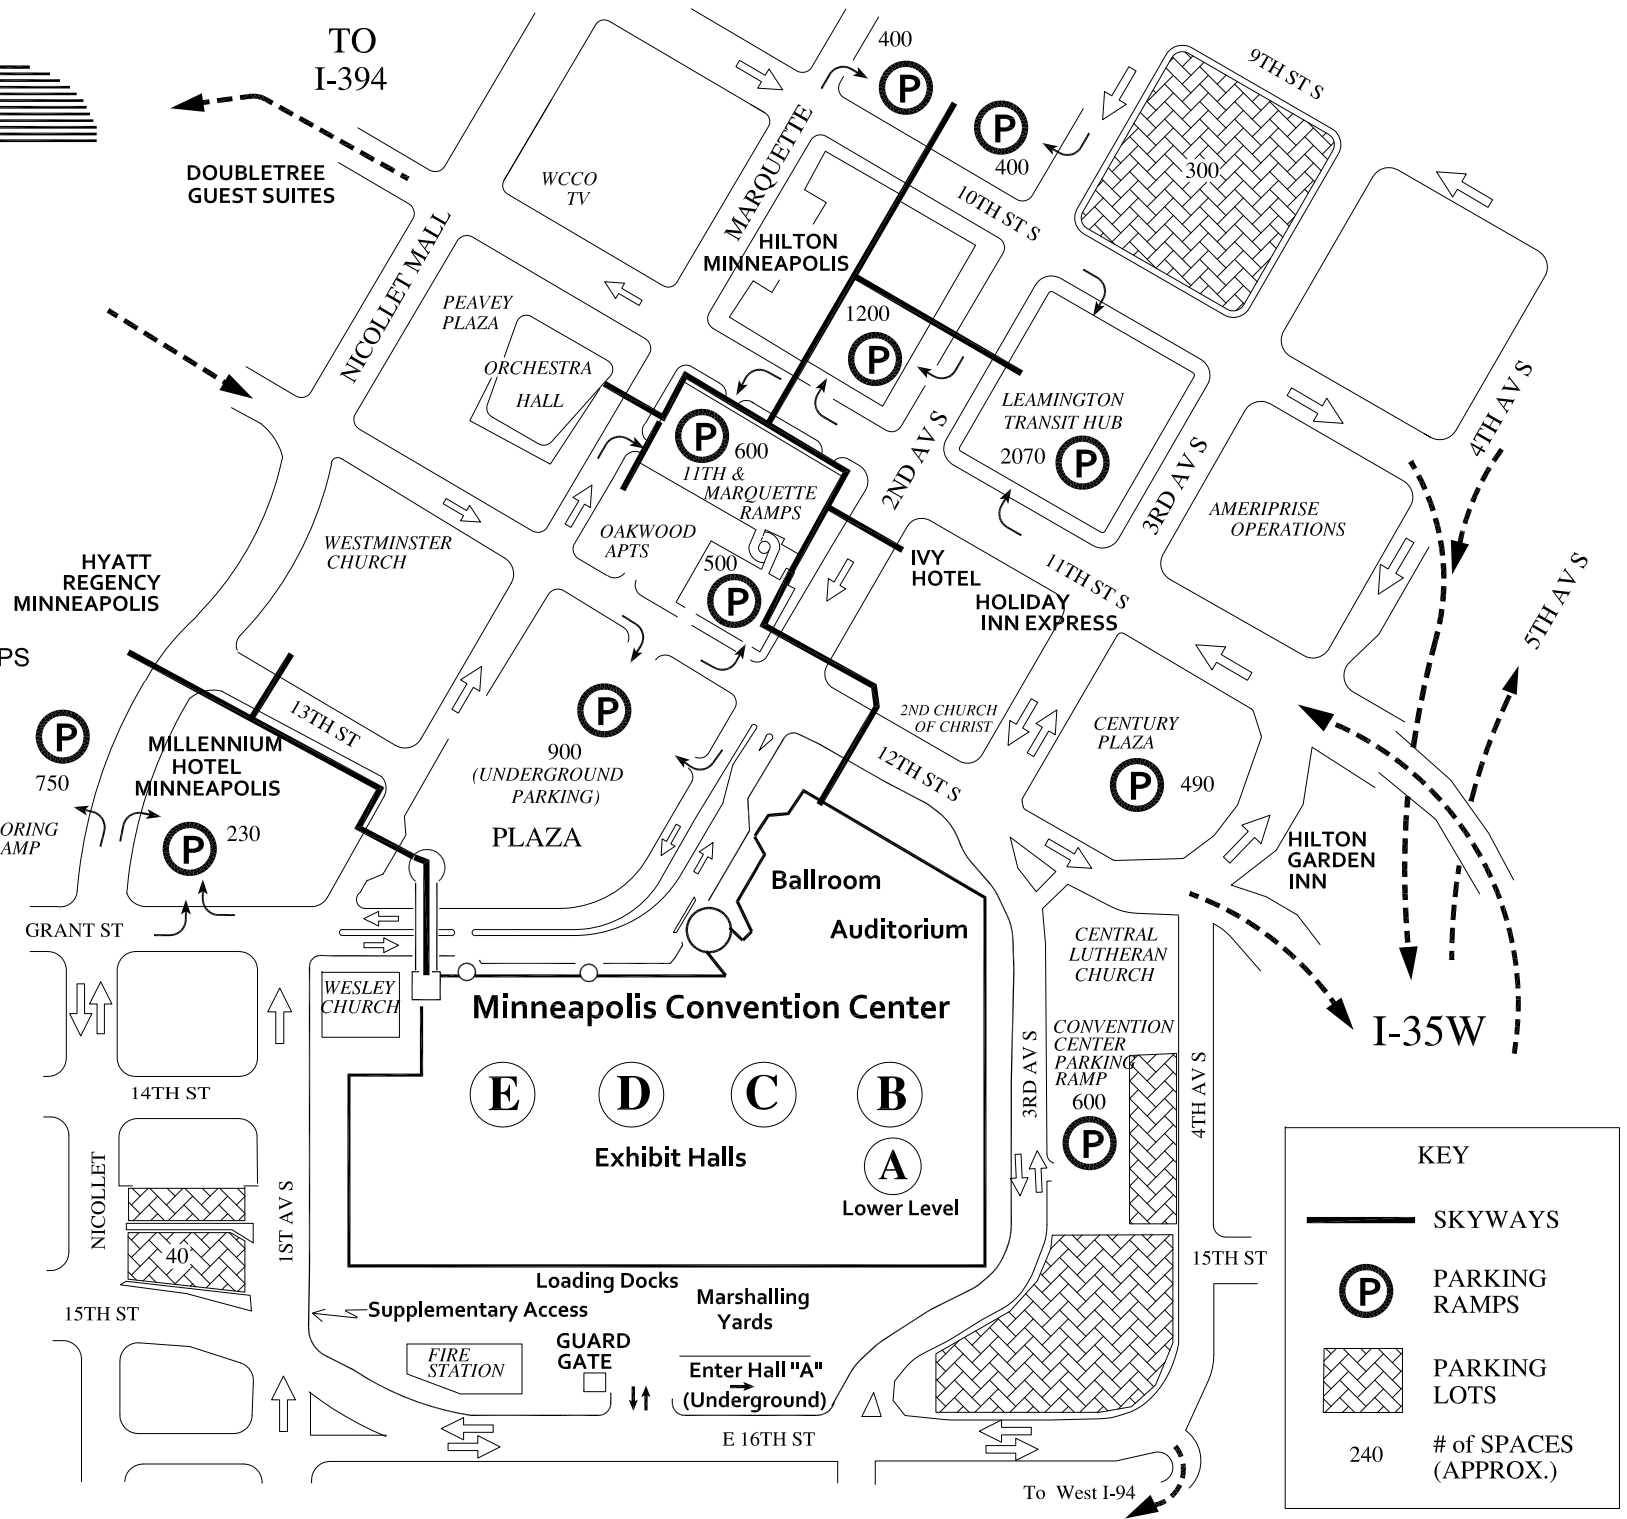 TO
I-394
400
P
P
400
9TH ST S
300
DOUBLETREE
GUEST SUITES
WCCO
TV
MARQUETTE
10TH ST S
NICOLLET MALL
HILTON
MINNEAPOLIS
PEAVEY
PLAZA
1200
P
ORCHESTRA
HALL
LEAMINGTON
TRANSIT HUB
2070 P
4TH AV S
P 600
11TH &
MARQUETTE
RAMPS
2ND AV S
3RD AV S
AMERIPRISE
OPERATIONS
OAKWOOD
APTS
500
P
WESTMINSTER
CHURCH
HYATT
REGENCY
MINNEAPOLIS
IVY
HOTEL
11TH ST S
HOLIDAY
INN EXPRESS
5TH AV S
PS
P
750
13TH ST
P
900
(UNDERGROUND
PARKING)
PLAZA
2ND CHURCH
OF CHRIST
12TH ST S
CENTURY
PLAZA
P 490
MILLENNIUM
HOTEL
MINNEAPOLIS
P 230
ORING
AMP
HILTON
GARDEN
INN
Ballroom
Auditorium
GRANT ST
CENTRAL
LUTHERAN
CHURCH
WESLEY
CHURCH
Minneapolis Convention Center
I-35W
CONVENTION
CENTER
PARKING
RAMP
600
P
3RD AV S
4TH AV S
E D C B
A
Exhibit Halls
Lower Level
14TH ST
NICOLLET
1ST AV S
40
15TH ST
15TH ST
Loading Docks
Supplementary Access
Marshalling
Yards
GUARD
GATE
FIRE
STATION
Enter Hall "A"
(Underground)
E 16TH ST
To West I-94
KEY
SKYWAYS
P PARKING
RAMPS
PARKING
LOTS
240 # of SPACES
(APPROX.)